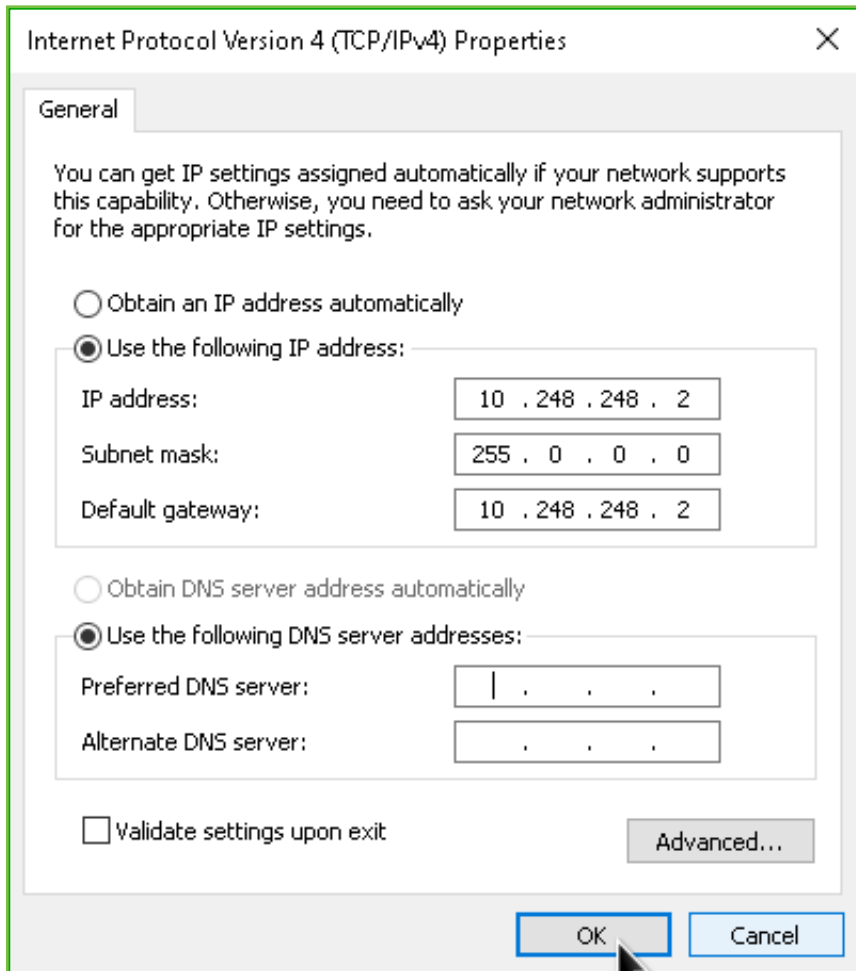 Internet Protocol Version 4 (TCP/IPv4) Properties
General
You can get IP settings assigned automatically if your network supports
this capability. Otherwise, you need to ask your network administrator
for the appropriate IP settings.
Obtain an IP address automatically
Use the following IP address:
IP address: 10 . 248 . 248 . 2
Subnet mask: 255 . 0 . 0 . 0
Default gateway: 10 . 248 . 248 . 2
Obtain DNS server address automatically
Use the following DNS server addresses:
Preferred DNS server: . . .
Alternate DNS server: . . .
Validate settings upon exit
Advanced...
OK Cancel